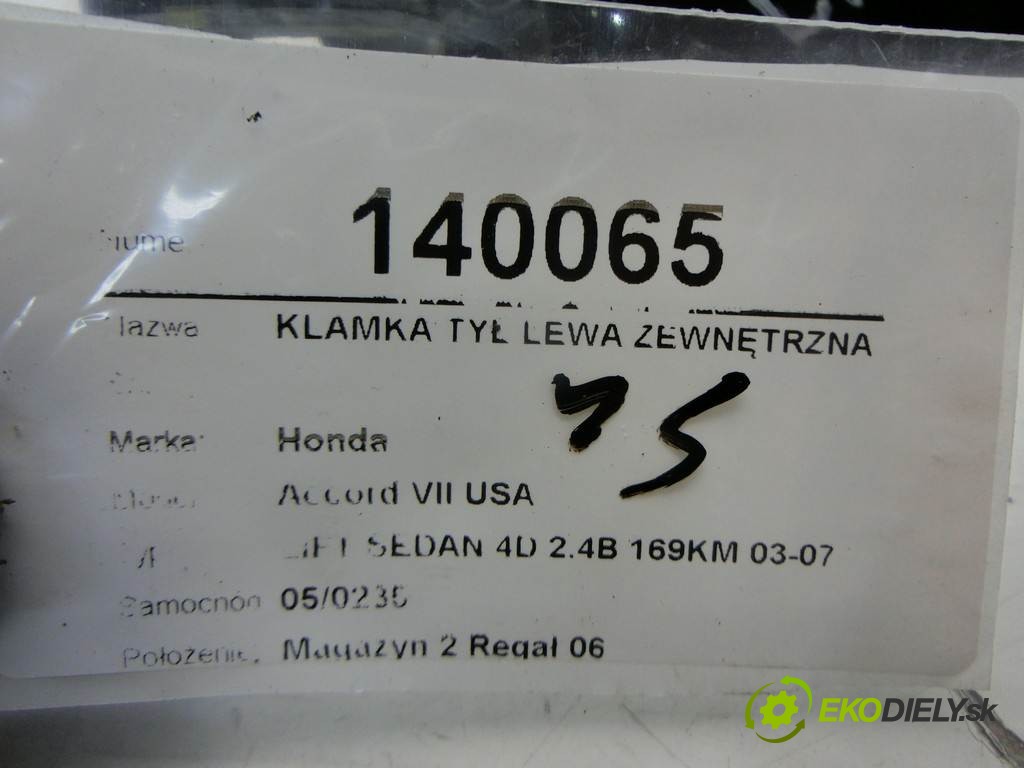 140065
KLAMKA TYŁ LEWA ZEWNĘTRZNA
Marka: Honda
Accord VII USA
SEDAN 4D 2.4B 169KM 03-07
05/0235
Magazyn 2 Regał 06
EKODIELY.sk